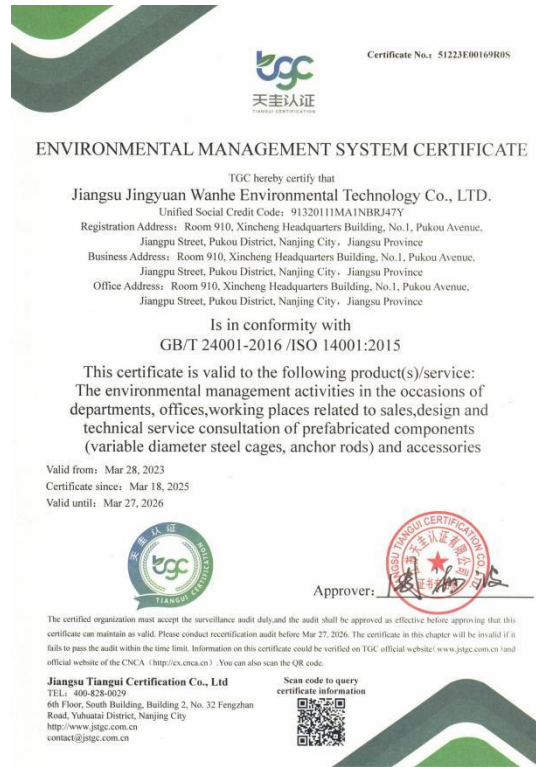 Certificate No.: 51223E00169R0S
tgc
天圭认证
TIANGUI CERTIFICATION
ENVIRONMENTAL MANAGEMENT SYSTEM CERTIFICATE
TGC hereby certify that
Jiangsu Jingyuan Wanhe Environmental Technology Co., LTD.
Unified Social Credit Code: 91320111MA1NBRJ47Y
Registration Address: Room 910, Xincheng Headquarters Building, No.1, Pukou Avenue,
Jiangpu Street, Pukou District, Nanjing City, Jiangsu Province
Business Address: Room 910, Xincheng Headquarters Building, No.1, Pukou Avenue,
Jiangpu Street, Pukou District, Nanjing City, Jiangsu Province
Office Address: Room 910, Xincheng Headquarters Building, No.1, Pukou Avenue,
Jiangpu Street, Pukou District, Nanjing City, Jiangsu Province
Is in conformity with
GB/T 24001-2016 /ISO 14001:2015
This certificate is valid to the following product(s)/service:
The environmental management activities in the occasions of
departments, offices,working places related to sales,design and
technical service consultation of prefabricated components
(variable diameter steel cages, anchor rods) and accessories
Valid from: Mar 28, 2023
Certificate since: Mar 18, 2025
Valid until: Mar 27, 2026
天圭认证
tgc
TIANGUI CERTIFICATION
JIANGSU TIANGUI CERTIFICATION CO., LTD
Approver:
The certified organization must accept the surveillance audit duly,and the audit shall be approved as effective before approving that this
certificate can maintain as valid. Please conduct recertification audit before Mar 27, 2026. The certificate in this chapter will be invalid if it
fails to pass the audit within the time limit. Information on this certificate could be verified on TGC official website(www.jstgc.com.cn)and
official website of the CNCA (http://cx.cnca.cn) .You can also scan the QR code.
Jiangsu Tiangui Certification Co., Ltd
TEL: 400-828-0029
6th Floor, South Building, Building 2, No. 32 Fengzhan
Road, Yuhuatai District, Nanjing City
http://www.jstgc.com.cn
contact@jstgc.com.cn
Scan code to query
certificate information